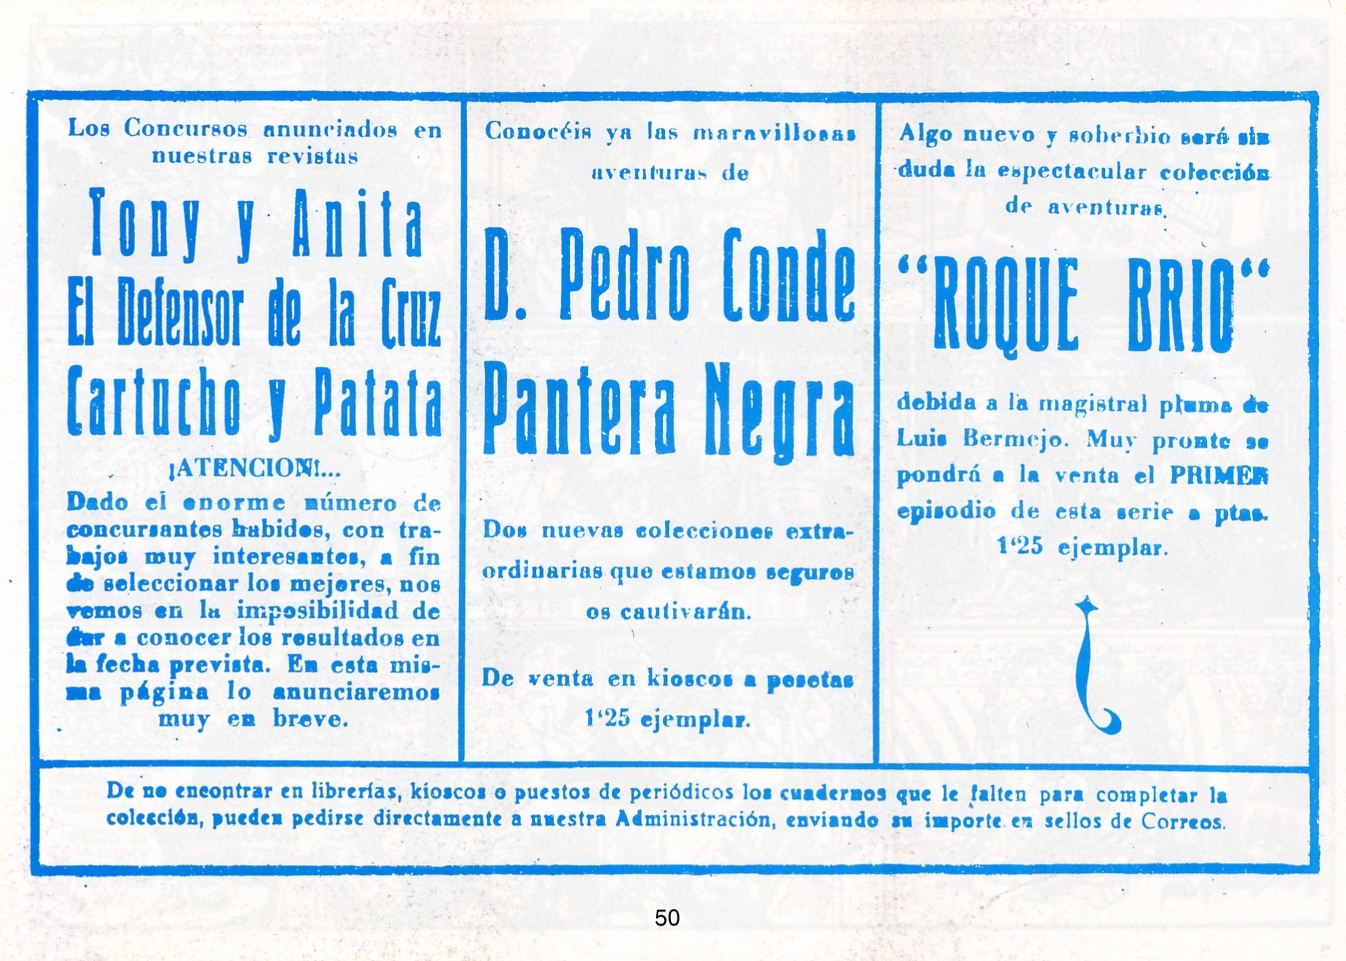 Los Concursos anunciados en
nuestras revistas
Tony y Anita
El Defensor de la Cruz
Cartucho y Patata
¡ATENCION!...
Dado el enorme número de
concursantes habidos, con tra-
bajos muy interesantes, a fin
de seleccionar los mejores, nos
vemos en la imposibilidad de
dar a conocer los resultados en
la fecha prevista. En esta mis-
ma página lo anunciaremos
muy en breve.
Conocéis ya las maravillosas
aventuras de
D. Pedro Conde
Pantera Negra
Dos nuevas colecciones extra-
ordinarias que estamos seguros
os cautivarán.
De venta en kioscos a pesetas
1‘25 ejemplar.
Algo nuevo y soberbio será sin
duda la espectacular colección
de aventuras.
“ROQUE BRIO“
debida a la magistral pluma de
Luis Bermejo. Muy pronto se
pondrá a la venta el PRIMER
episodio de esta serie a ptas.
1‘25 ejemplar.
De no encontrar en librerías, kioscos o puestos de periódicos los cuadernos que le falten para completar la
colección, pueden pedirse directamente a nuestra Administración, enviando su importe en sellos de Correos.
50